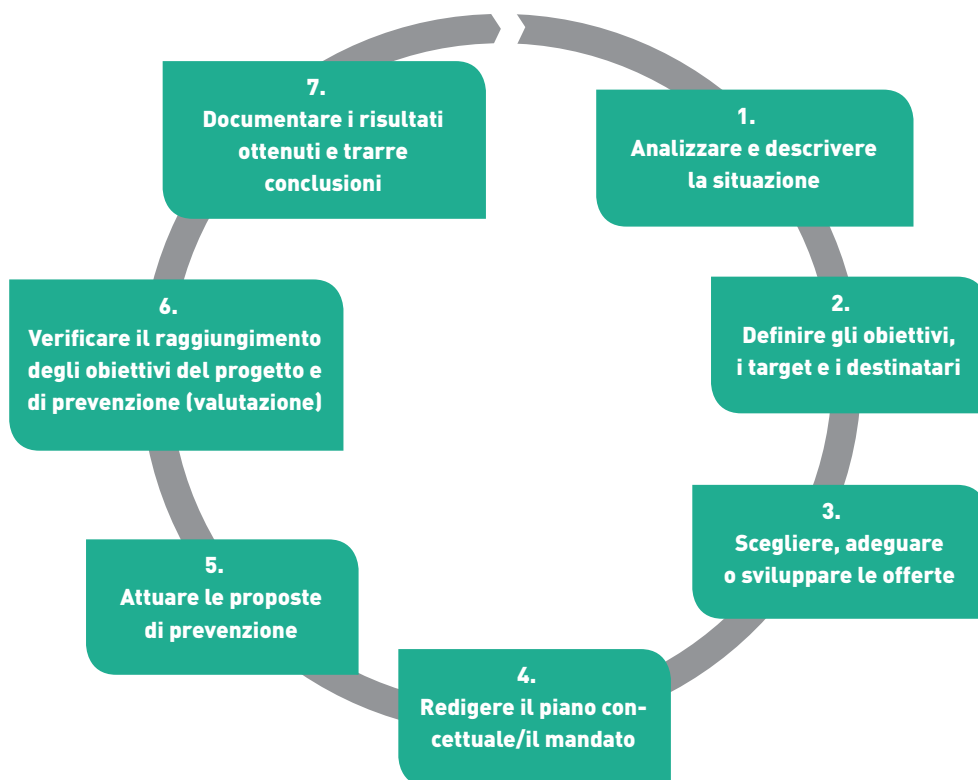 1.
Analizzare e descrivere
la situazione
2.
Definire gli obiettivi,
i target e i destinatari
3.
Scegliere, adeguare
o sviluppare le offerte
4.
Redigere il piano con-
cettuale/il mandato
5.
Attuare le proposte
di prevenzione
6.
Verificare il raggiungimento
degli obiettivi del progetto e
di prevenzione (valutazione)
7.
Documentare i risultati
ottenuti e trarre
conclusioni